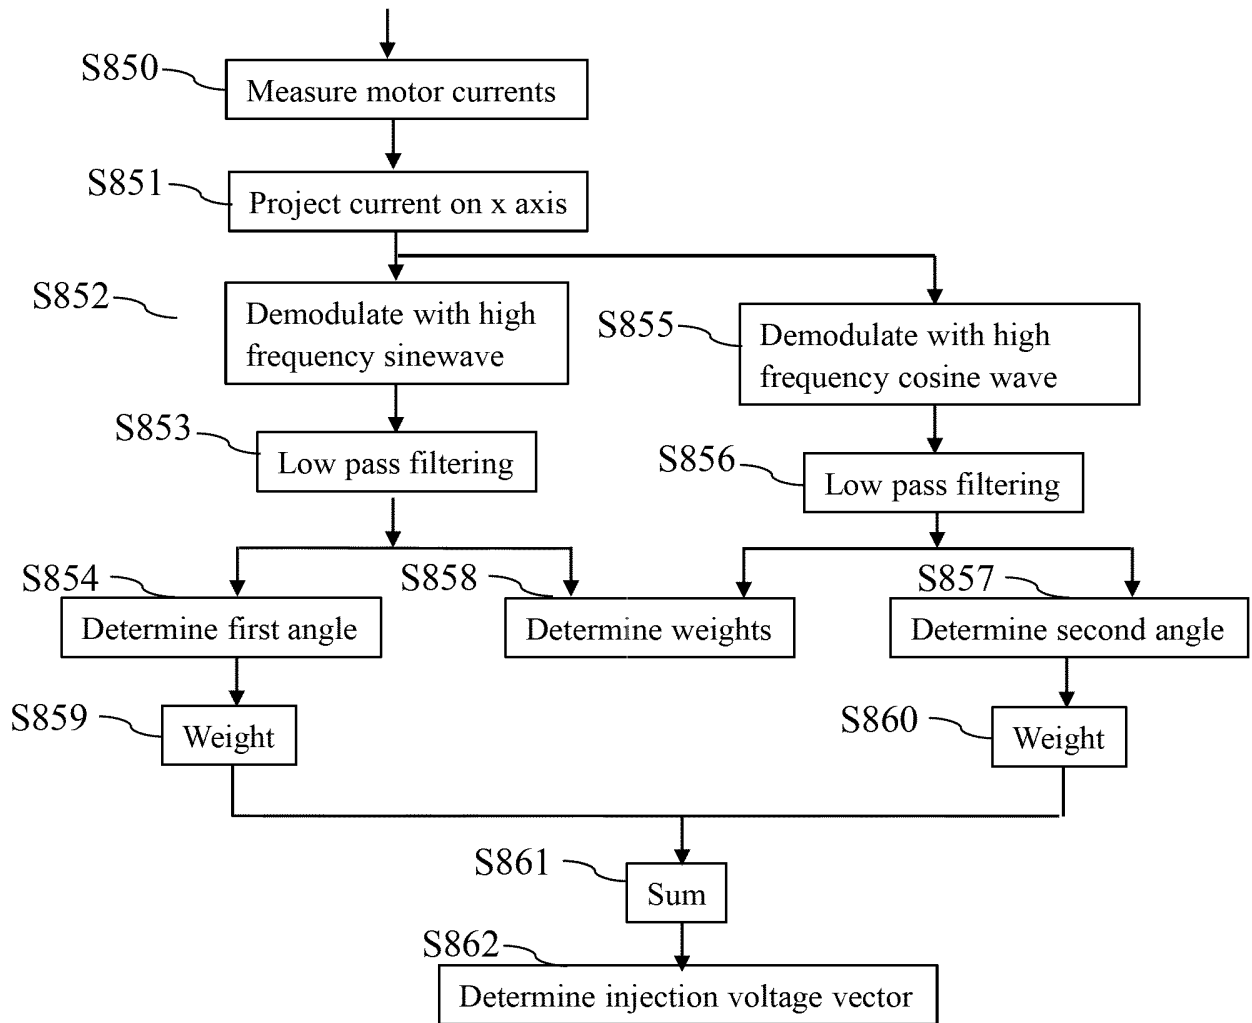 S850
Measure motor currents
S851
Project current on x axis
S852
Demodulate with high
frequency sinewave
S855
Demodulate with high
frequency cosine wave
S853
Low pass filtering
S856
Low pass filtering
S854
Determine first angle
S858
Determine weights
S857
Determine second angle
S859
Weight
S860
Weight
S861
Sum
S862
Determine injection voltage vector